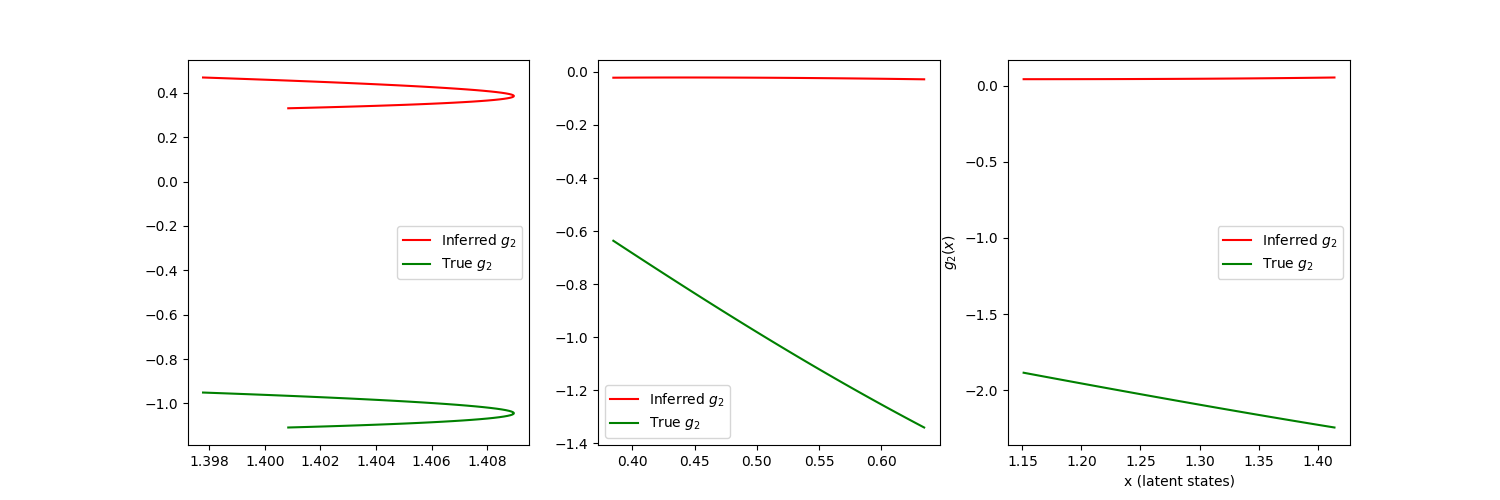 0.4
0.2
0.0
−0.2
−0.4
−0.6
−0.8
−1.0
1.398 1.400 1.402 1.404 1.406 1.408
Inferred g₂
True g₂
0.0
−0.2
−0.4
−0.6
−0.8
−1.0
−1.2
−1.4
0.40 0.45 0.50 0.55 0.60
Inferred g₂
True g₂
g₂(x)
0.0
−0.5
−1.0
−1.5
−2.0
1.15 1.20 1.25 1.30 1.35 1.40
x (latent states)
Inferred g₂
True g₂